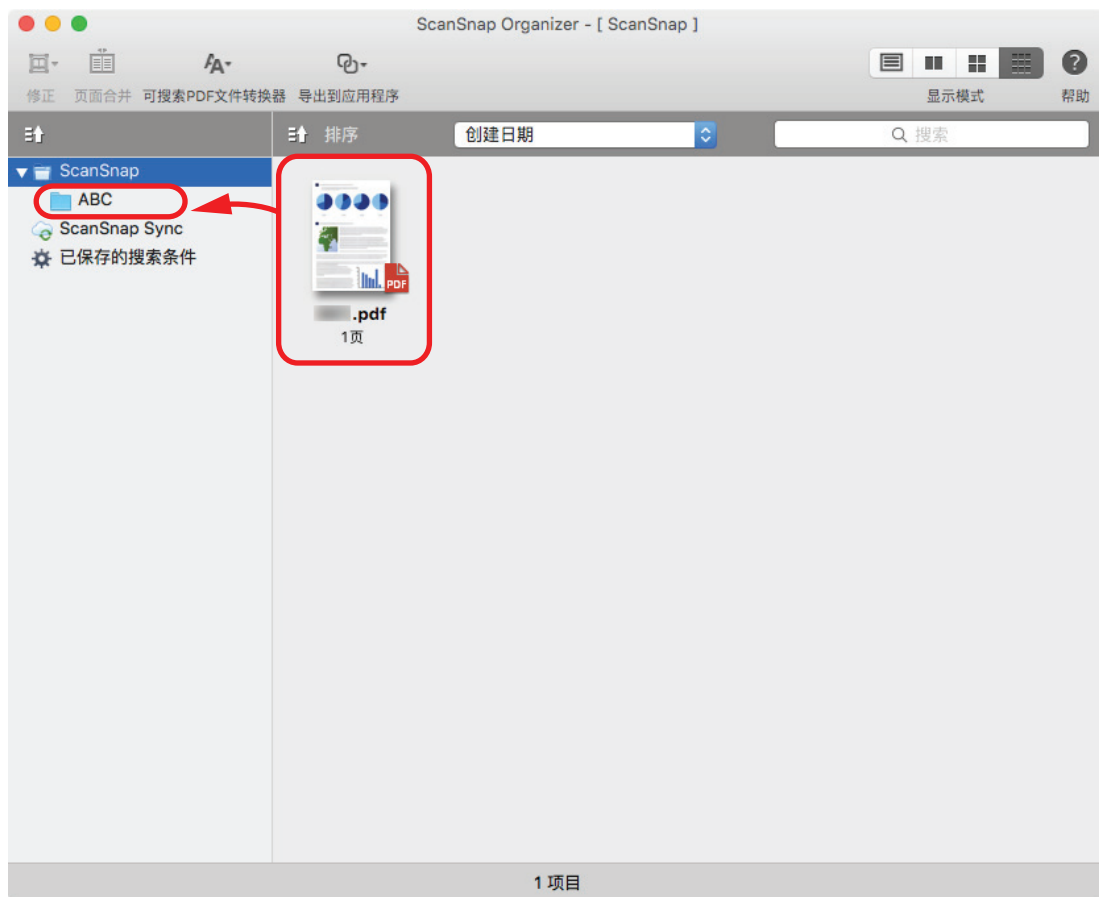 ScanSnap Organizer - [ ScanSnap ]
修正 页面合并 可搜索PDF文件转换器 导出到应用程序 显示模式 帮助
排序 创建日期 搜索
ScanSnap
ABC
ScanSnap Sync
已保存的搜索条件
PDF
.pdf
1页
1 项目